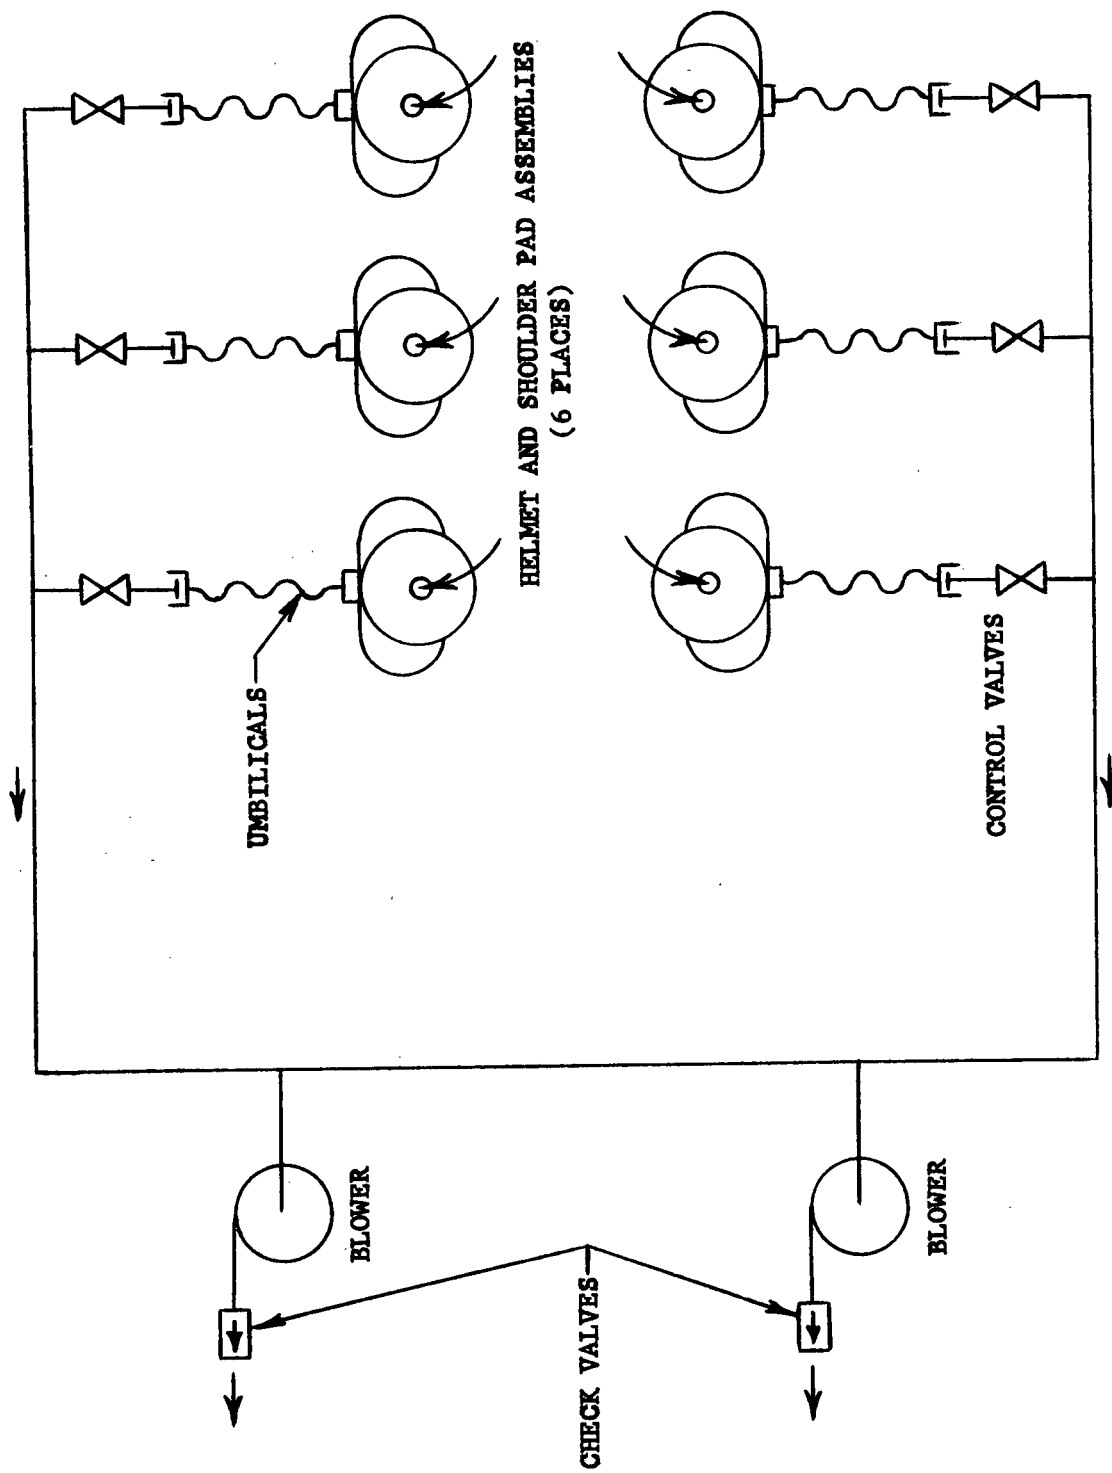 HELMET AND SHOULDER PAD ASSEMBLIES
(6 PLACES)
UMBILICALS
CONTROL VALVES
BLOWER
BLOWER
CHECK VALVES